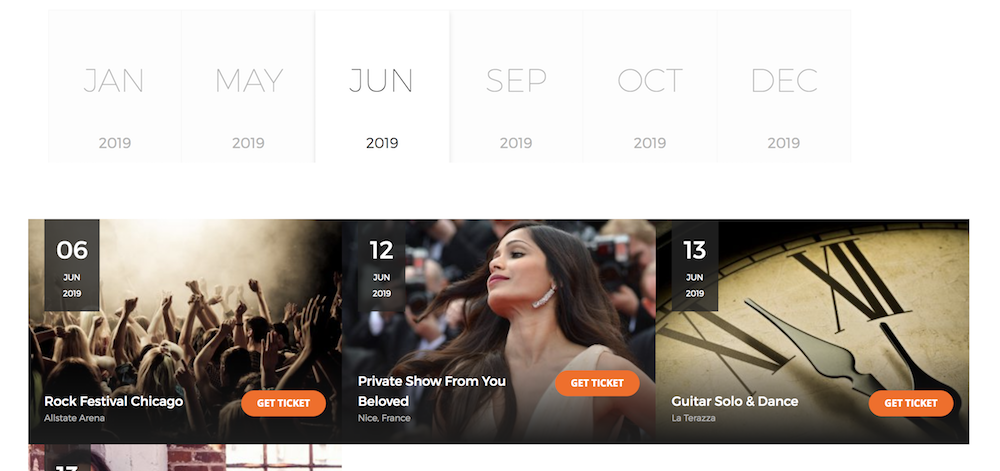 JAN
MAY
JUN
SEP
OCT
DEC
2019
2019
2019
2019
2019
2019
06
JUN
2019
Rock Festival Chicago
Allstate Arena
GET TICKET
12
JUN
2019
Private Show From You
Beloved
Nice, France
GET TICKET
13
JUN
2019
Guitar Solo & Dance
La Terazza
GET TICKET